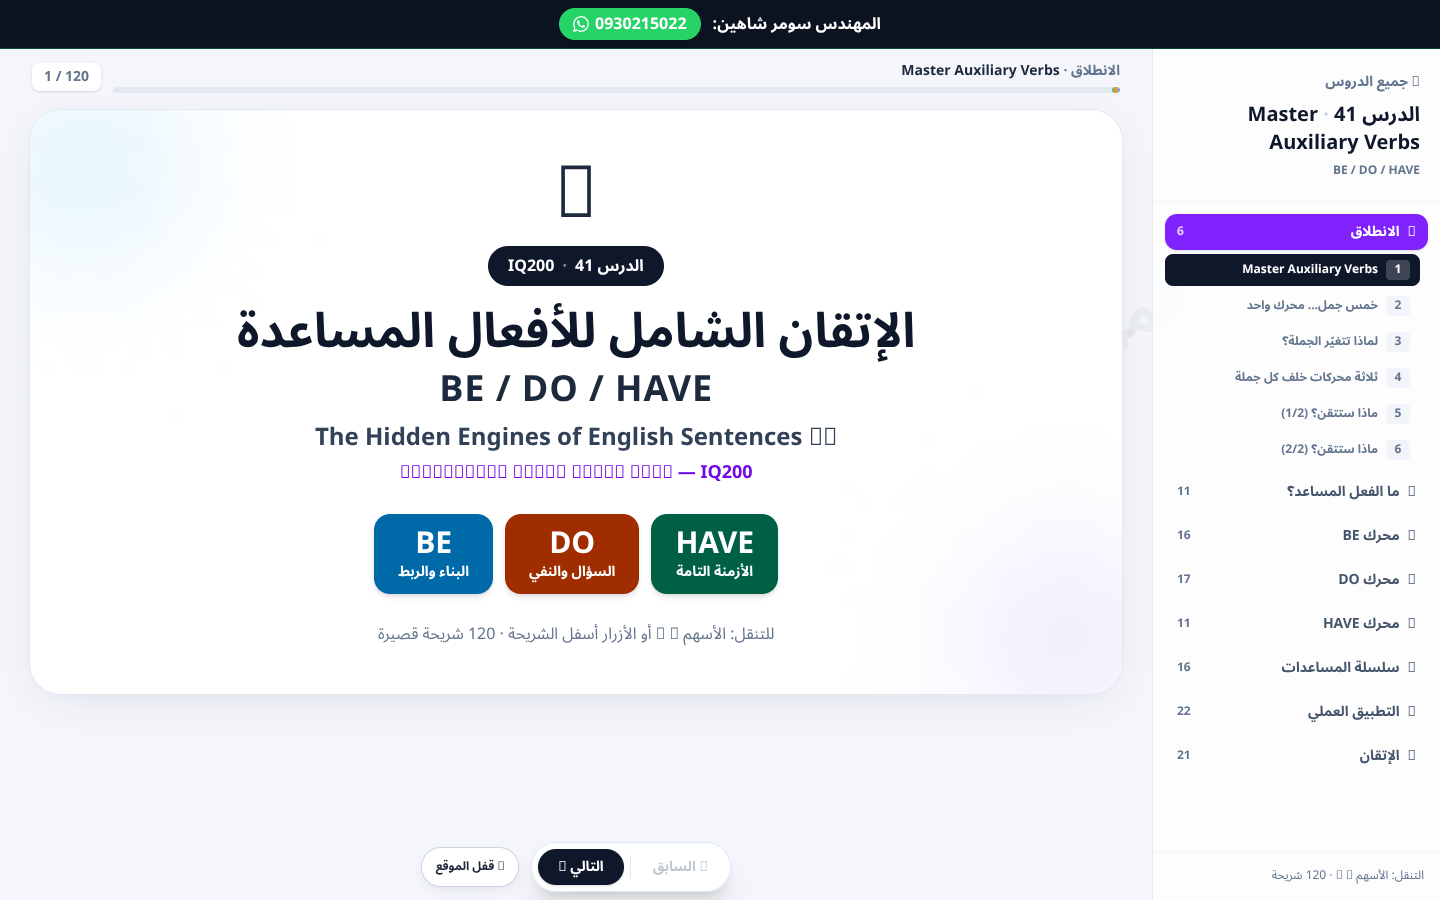 المهندس سومر شاهين: 0930215022
جميع الدروس
الدرس 41 · Master
Auxiliary Verbs
BE / DO / HAVE
الانطلاق 6
1 Master Auxiliary Verbs
2 خمس جمل... محرك واحد
3 لماذا تتغيّر الجملة؟
4 ثلاثة محركات خلف كل جملة
5 ماذا ستتقن؟ (1/2)
6 ماذا ستتقن؟ (2/2)
ما الفعل المساعد؟ 11
محرك BE 16
محرك DO 17
محرك HAVE 11
سلسلة المساعدات 16
التطبيق العملي 22
الإتقان 21
التنقل: الأسهم · 120 شريحة
الانطلاق · Master Auxiliary Verbs
1 / 120
الدرس 41 · IQ200
الإتقان الشامل للأفعال المساعدة
BE / DO / HAVE
The Hidden Engines of English Sentences
— IQ200
BE
البناء والربط
DO
السؤال والنفي
HAVE
الأزمنة التامة
للتنقل: الأسهم أو الأزرار أسفل الشريحة · 120 شريحة قصيرة
السابق
التالي
قفل الموقع